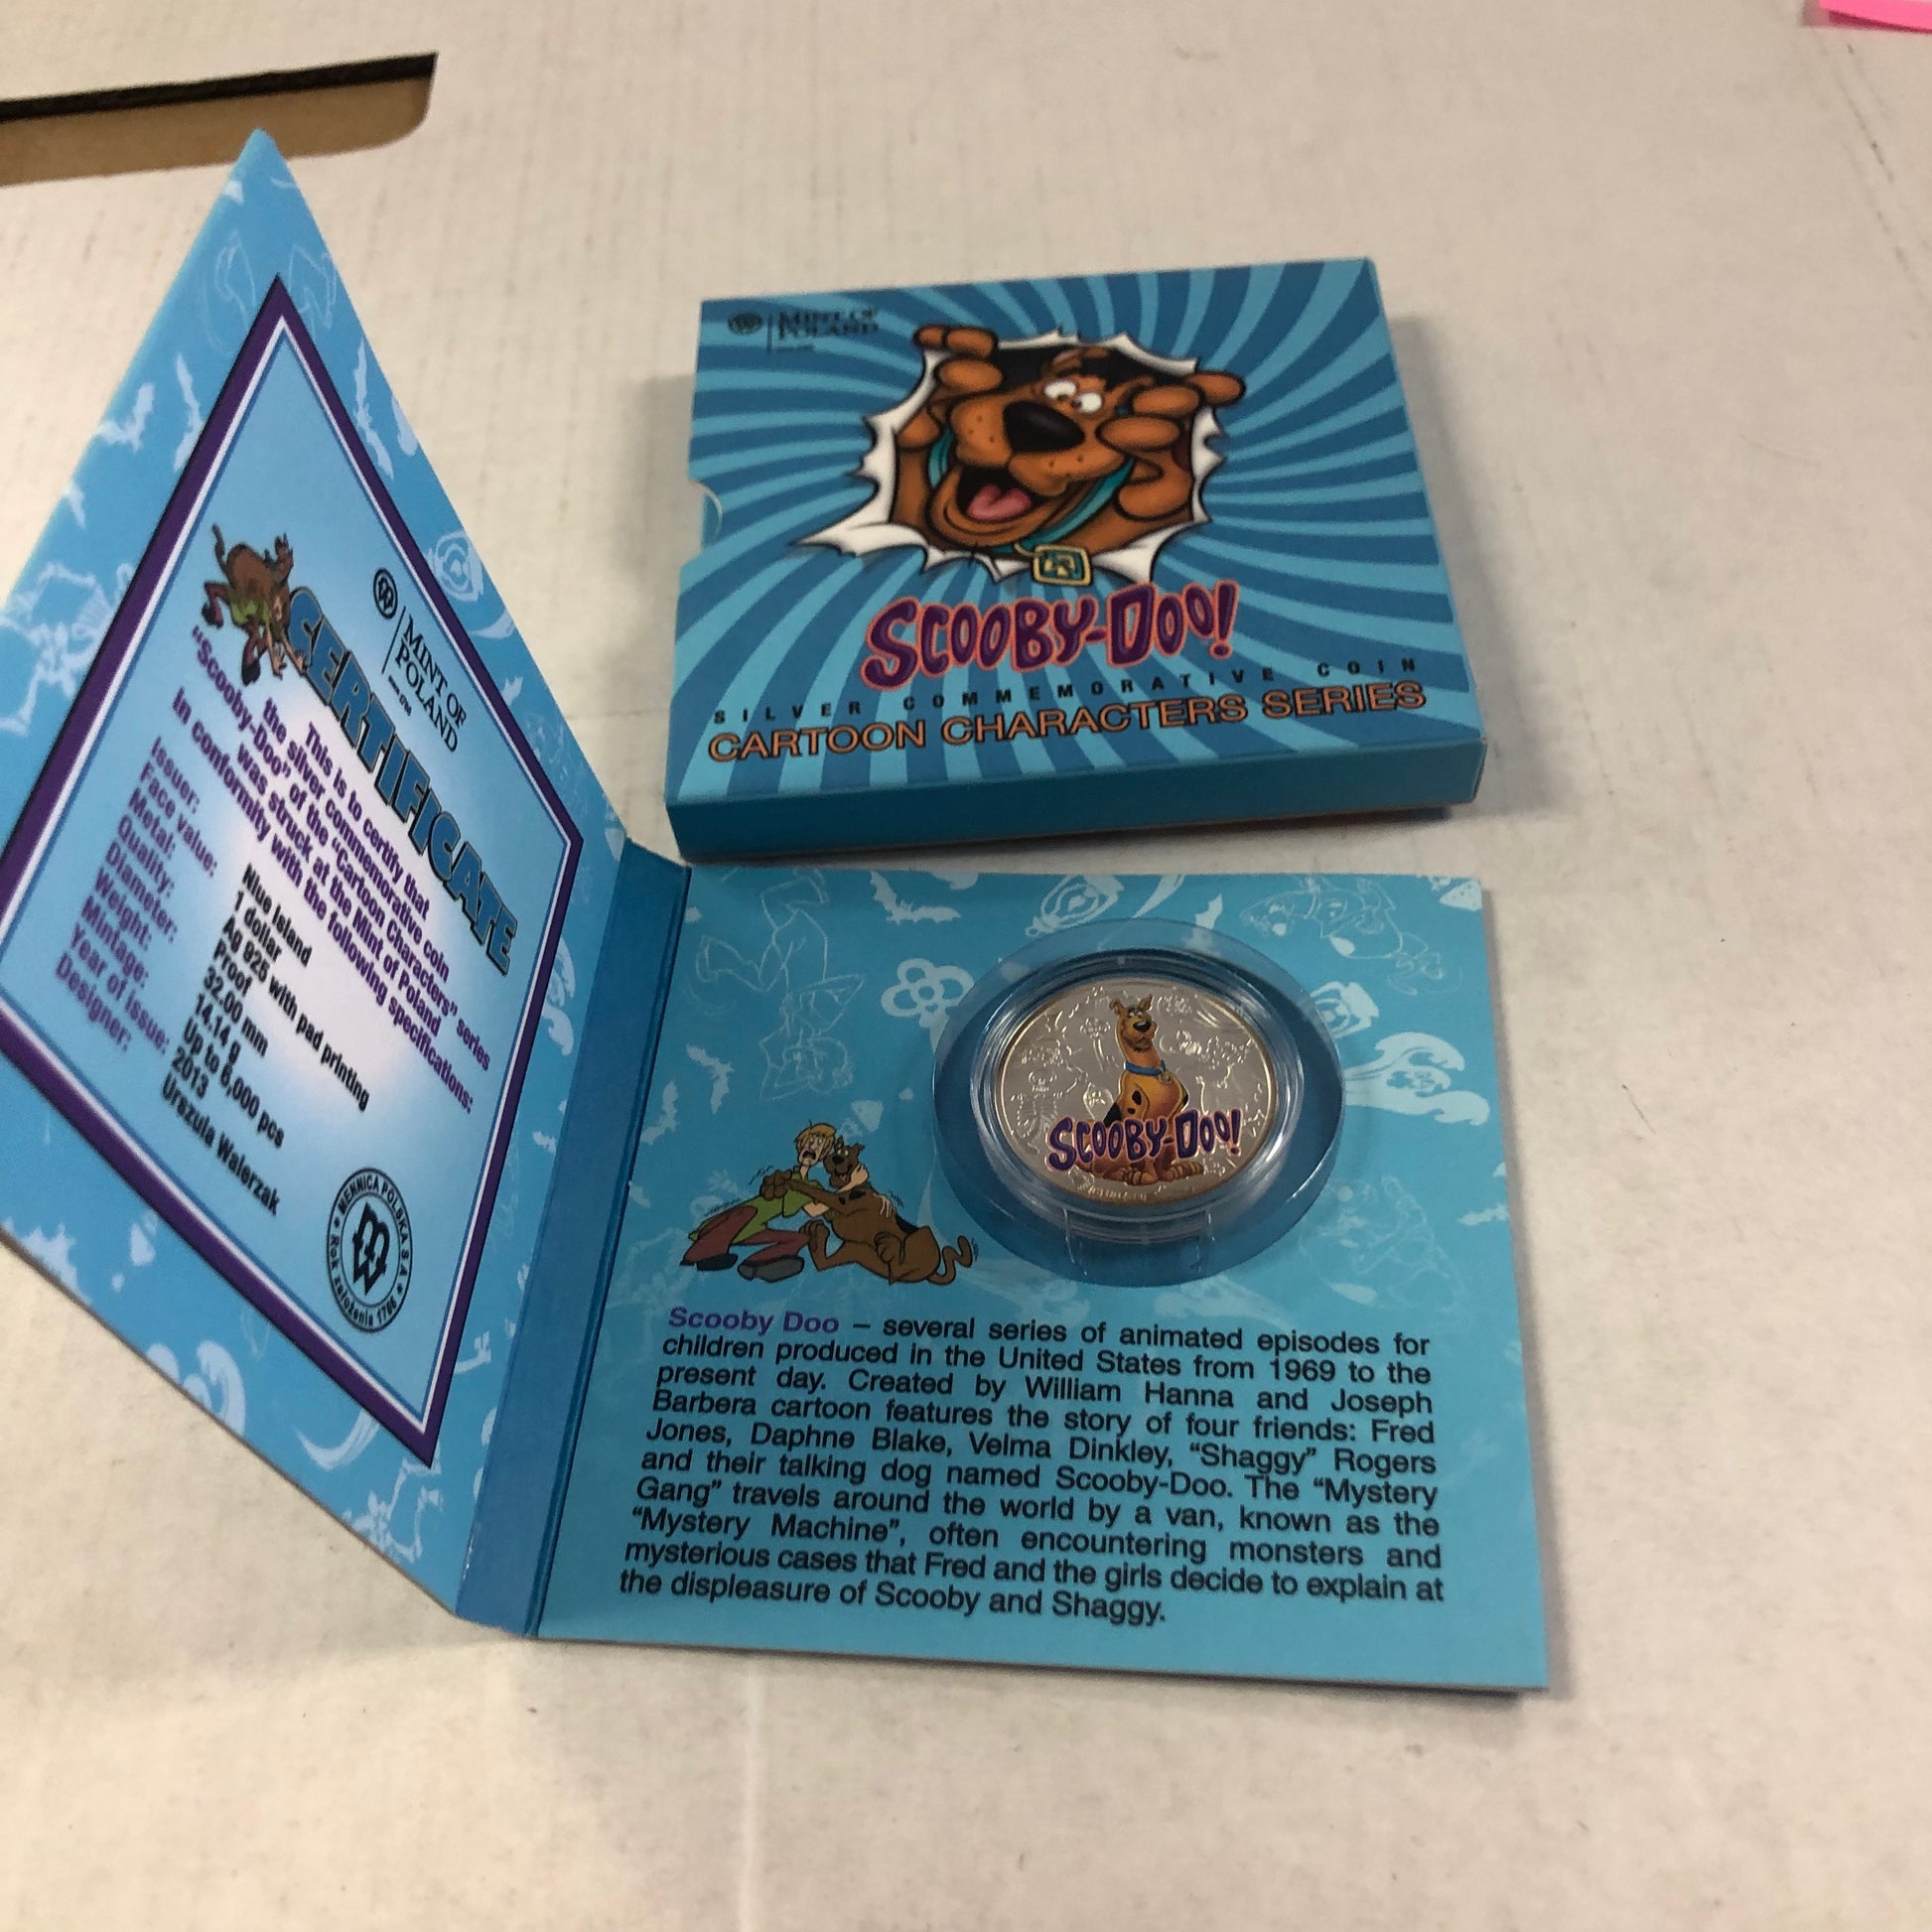 MINT OF
POLAND
SCOOBY-DOO!
SILVER COMMEMORATIVE COIN
CARTOON CHARACTERS SERIES
MINT OF
POLAND
CERTIFICATE
This is to certify that
the silver commemorative coin
"Scooby-Doo" of the "Cartoon Characters" series
was struck at the Mint of Poland
in conformity with the following specifications:
Issuer: Niue Island
Face value: 1 dollar
Metal: Ag 925 with pad printing
Quality: Proof
Diameter: 32.00 mm
Weight: 14.14 g
Mintage: Up to 6,000 pcs
Year of issue: 2013
Designer: Urszula Walerzak
MENNICA POLSKA S.A.
Rok założenia 1766
SCOOBY-DOO!
Scooby Doo – several series of animated episodes for
children produced in the United States from 1969 to the
present day. Created by William Hanna and Joseph
Barbera cartoon features the story of four friends: Fred
Jones, Daphne Blake, Velma Dinkley, “Shaggy” Rogers
and their talking dog named Scooby-Doo. The “Mystery
Gang” travels around the world by a van, known as the
“Mystery Machine”, often encountering monsters and
mysterious cases that Fred and the girls decide to explain at
the displeasure of Scooby and Shaggy.